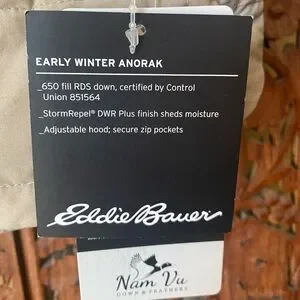 EARLY WINTER ANORAK
_650 fill RDS down, certified by Control
Union 851564
_StormRepel® DWR Plus finish sheds moisture
_Adjustable hood; secure zip pockets
Eddie Bauer
Nam Vu
DOWN & FEATHERS